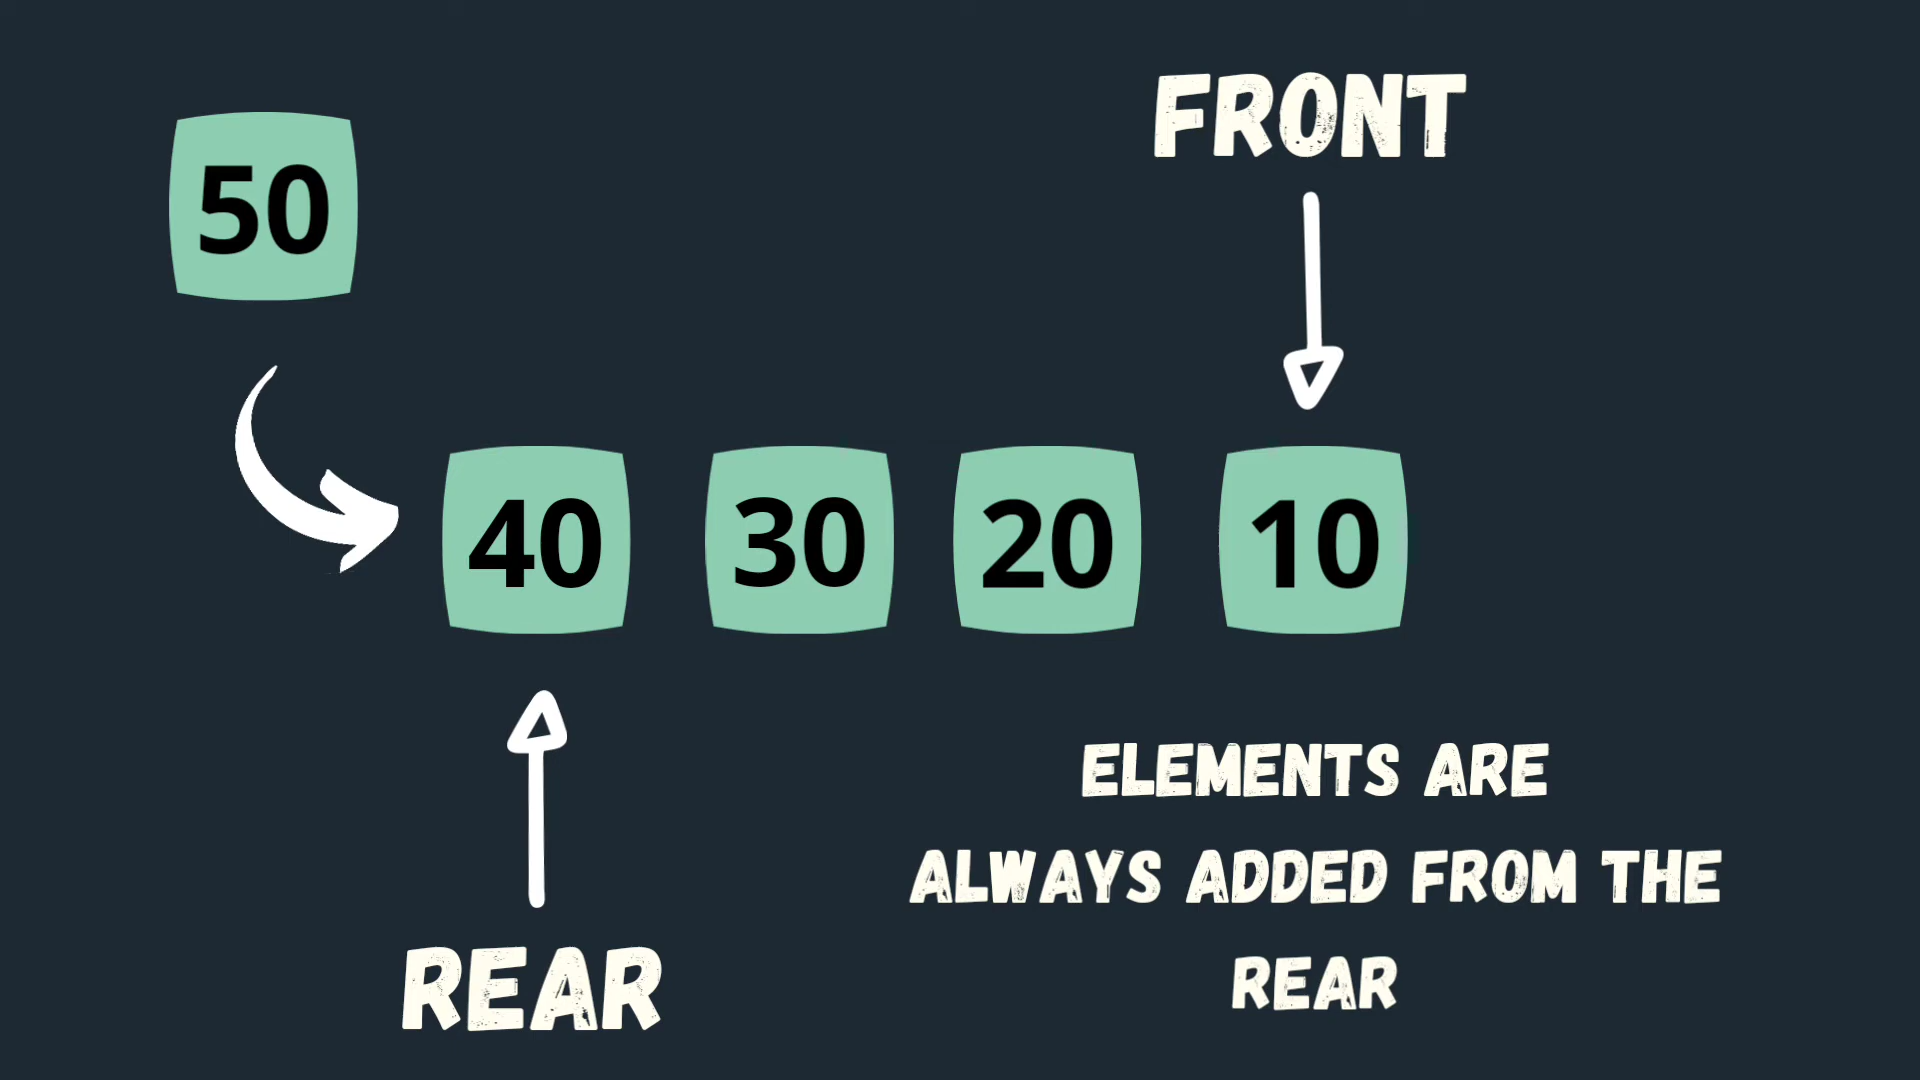 FRONT
50
40 30 20 10
ELEMENTS ARE
ALWAYS ADDED FROM THE
REAR
REAR